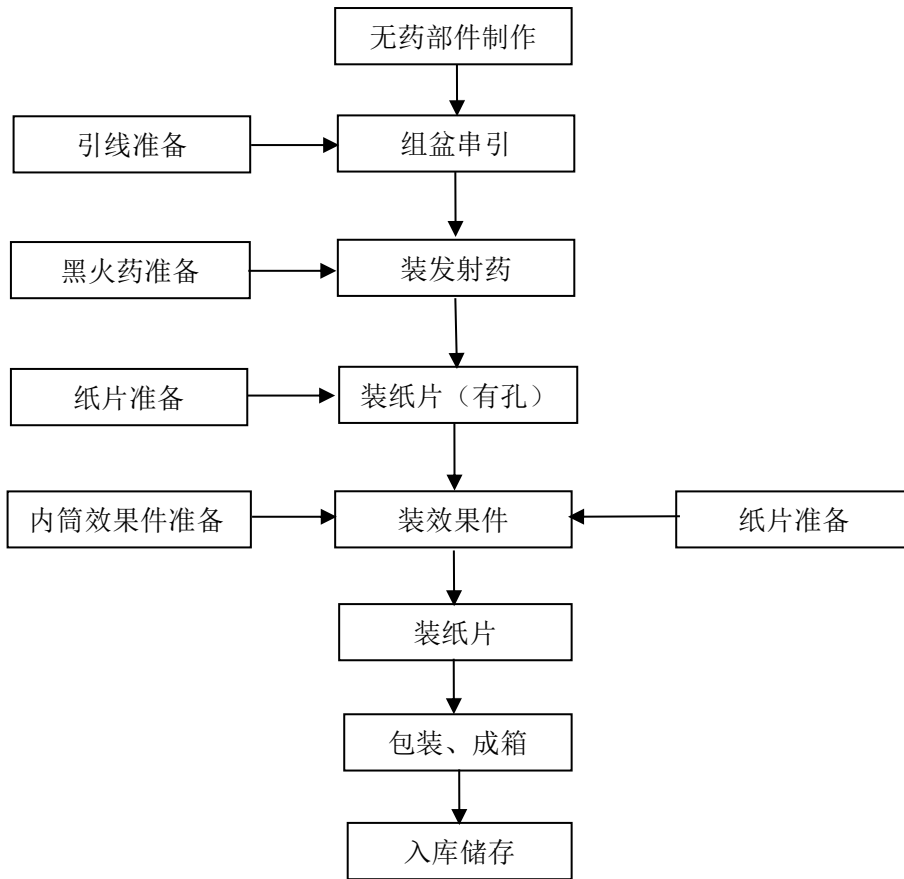 无药部件制作
引线准备
组盆串引
黑火药准备
装发射药
纸片准备
装纸片（有孔）
内筒效果件准备
装效果件
纸片准备
装纸片
包装、成箱
入库储存